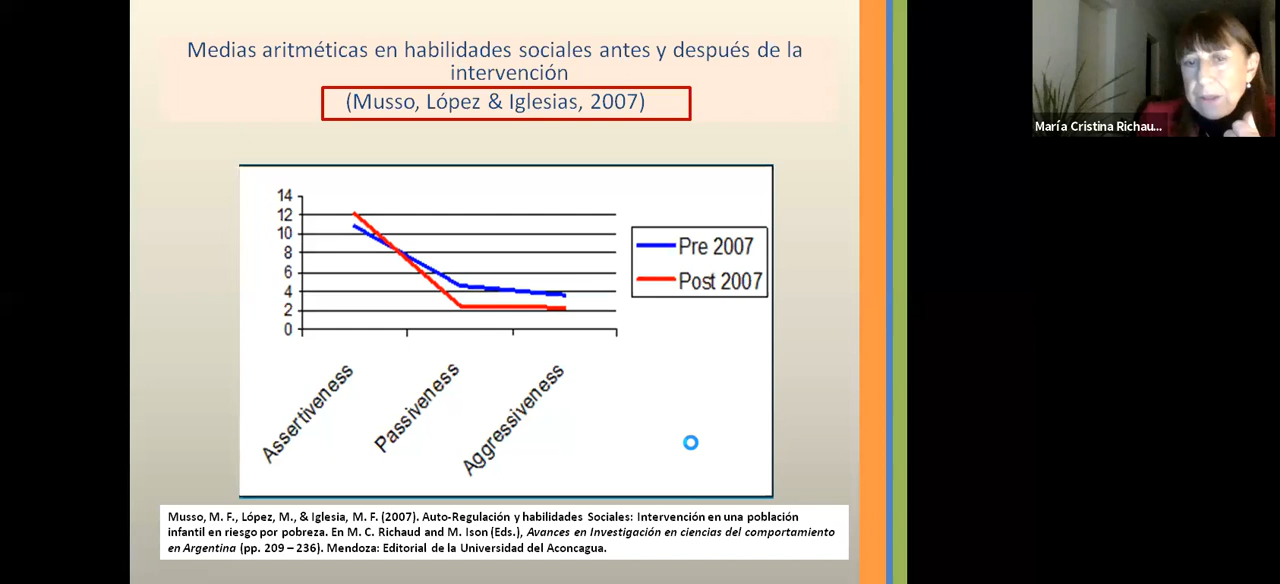 Medias aritméticas en habilidades sociales antes y después de la
intervención
(Musso, López & Iglesias, 2007)
María Cristina Richau...
14
12
10
8
6
4
2
0
Pre 2007
Post 2007
Assertiveness
Passiveness
Aggressiveness
Musso, M. F., López, M., & Iglesia, M. F. (2007). Auto-Regulación y habilidades Sociales: Intervención en una población
infantil en riesgo por pobreza. En M. C. Richaud and M. Ison (Eds.), Avances en Investigación en ciencias del comportamiento
en Argentina (pp. 209 – 236). Mendoza: Editorial de la Universidad del Aconcagua.